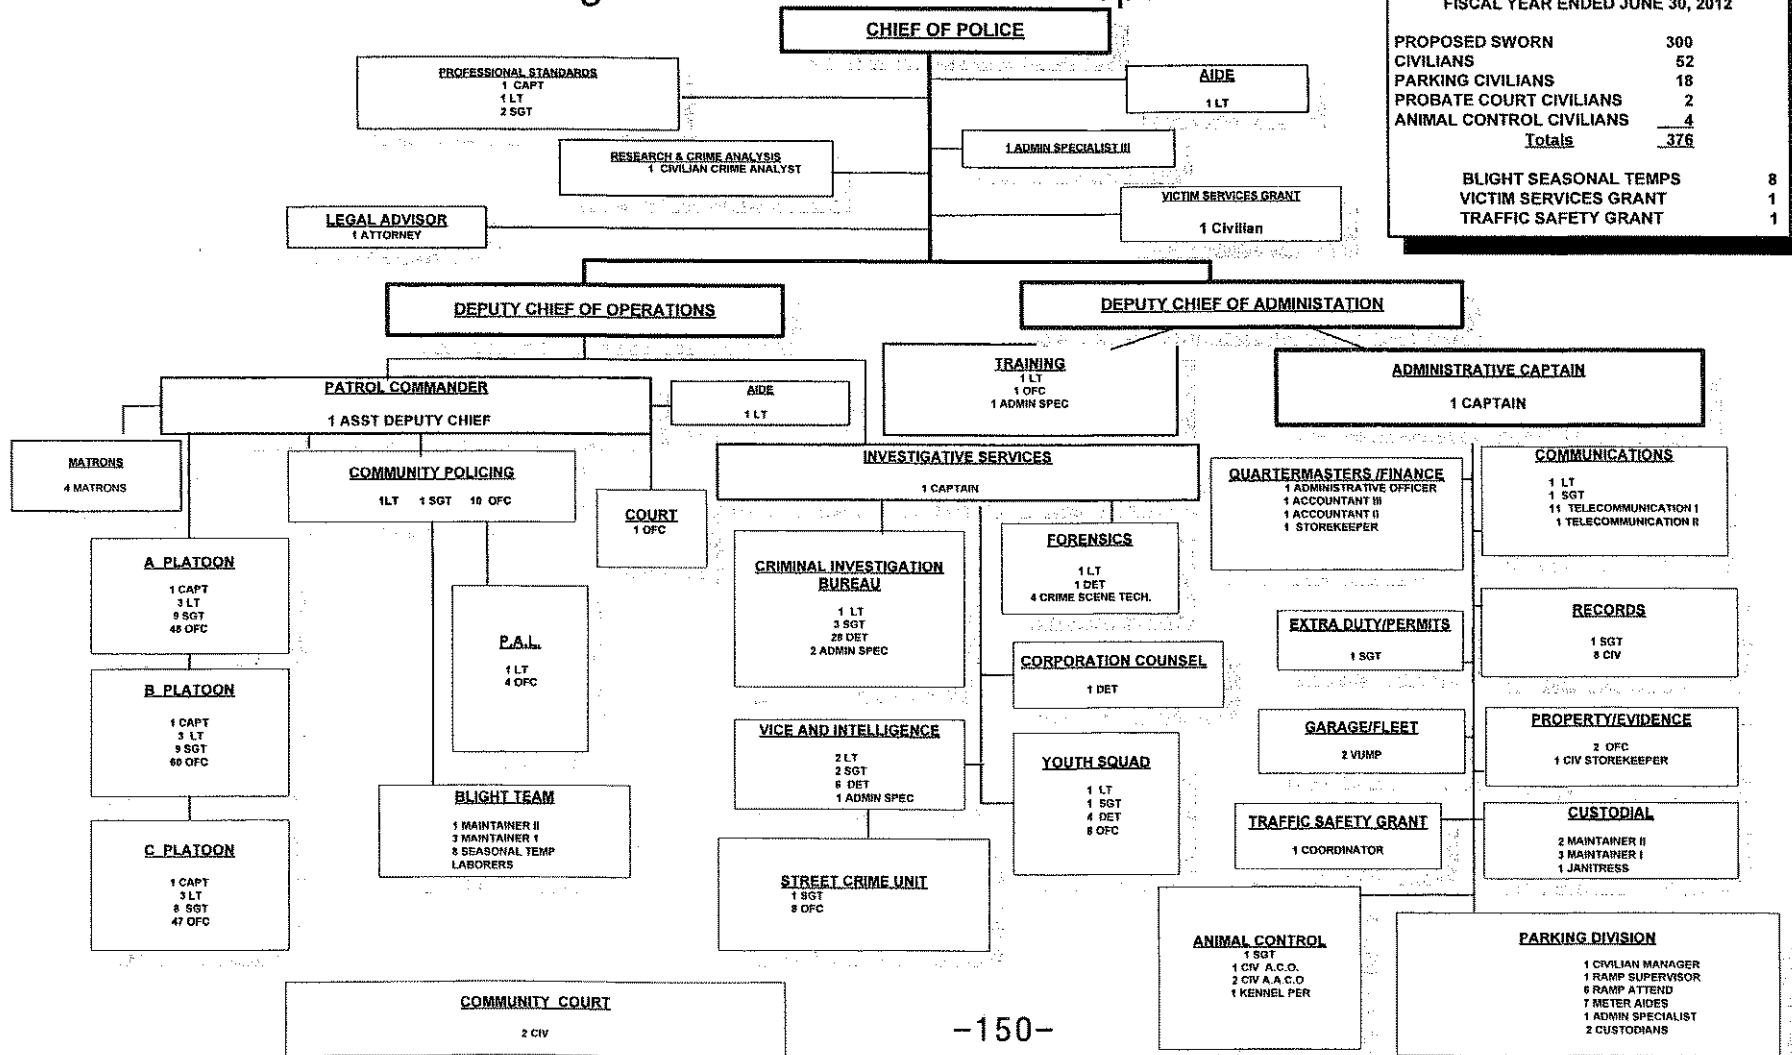 CHIEF OF POLICE
FISCAL YEAR ENDED JUNE 30, 2012
PROPOSED SWORN 300
CIVILIANS 52
PARKING CIVILIANS 18
PROBATE COURT CIVILIANS 2
ANIMAL CONTROL CIVILIANS 4
Totals 376
BLIGHT SEASONAL TEMPS 8
VICTIM SERVICES GRANT 1
TRAFFIC SAFETY GRANT 1
PROFESSIONAL STANDARDS
1 CAPT
1 LT
2 SGT
AIDE
1 LT
RESEARCH & CRIME ANALYSIS
1 CIVILIAN CRIME ANALYST
1 ADMIN SPECIALIST III
LEGAL ADVISOR
1 ATTORNEY
VICTIM SERVICES GRANT
1 Civilian
DEPUTY CHIEF OF OPERATIONS
DEPUTY CHIEF OF ADMINISTATION
PATROL COMMANDER
1 ASST DEPUTY CHIEF
AIDE
1 LT
TRAINING
1 LT
1 OFC
1 ADMIN SPEC
ADMINISTRATIVE CAPTAIN
1 CAPTAIN
MATRONS
4 MATRONS
COMMUNITY POLICING
1LT 1 SGT 10 OFC
COURT
1 OFC
INVESTIGATIVE SERVICES
1 CAPTAIN
QUARTERMASTERS /FINANCE
1 ADMINISTRATIVE OFFICER
1 ACCOUNTANT III
1 ACCOUNTANT II
1 STOREKEEPER
COMMUNICATIONS
1 LT
1 SGT
11 TELECOMMUNICATION I
1 TELECOMMUNICATION II
A PLATOON
1 CAPT
3 LT
9 SGT
48 OFC
P.A.L.
1 LT
4 OFC
CRIMINAL INVESTIGATION
BUREAU
1 LT
3 SGT
28 DET
2 ADMIN SPEC
FORENSICS
1 LT
1 DET
4 CRIME SCENE TECH.
EXTRA DUTY/PERMITS
1 SGT
RECORDS
1 SGT
8 CIV
B PLATOON
1 CAPT
3 LT
9 SGT
60 OFC
CORPORATION COUNSEL
1 DET
VICE AND INTELLIGENCE
2 LT
2 SGT
6 DET
1 ADMIN SPEC
YOUTH SQUAD
1 LT
1 SGT
4 DET
8 OFC
GARAGE/FLEET
2 VUMP
PROPERTY/EVIDENCE
2 OFC
1 CIV STOREKEEPER
C PLATOON
1 CAPT
3 LT
8 SGT
47 OFC
BLIGHT TEAM
1 MAINTAINER II
3 MAINTAINER 1
8 SEASONAL TEMP
LABORERS
TRAFFIC SAFETY GRANT
1 COORDINATOR
CUSTODIAL
2 MAINTAINER II
3 MAINTAINER I
1 JANITRESS
STREET CRIME UNIT
1 SGT
8 OFC
ANIMAL CONTROL
1 SGT
1 CIV A.C.O.
2 CIV A.A.C.O
1 KENNEL PER
PARKING DIVISION
1 CIVILIAN MANAGER
1 RAMP SUPERVISOR
6 RAMP ATTEND
7 METER AIDES
1 ADMIN SPECIALIST
2 CUSTODIANS
COMMUNITY COURT
2 CIV
-150-